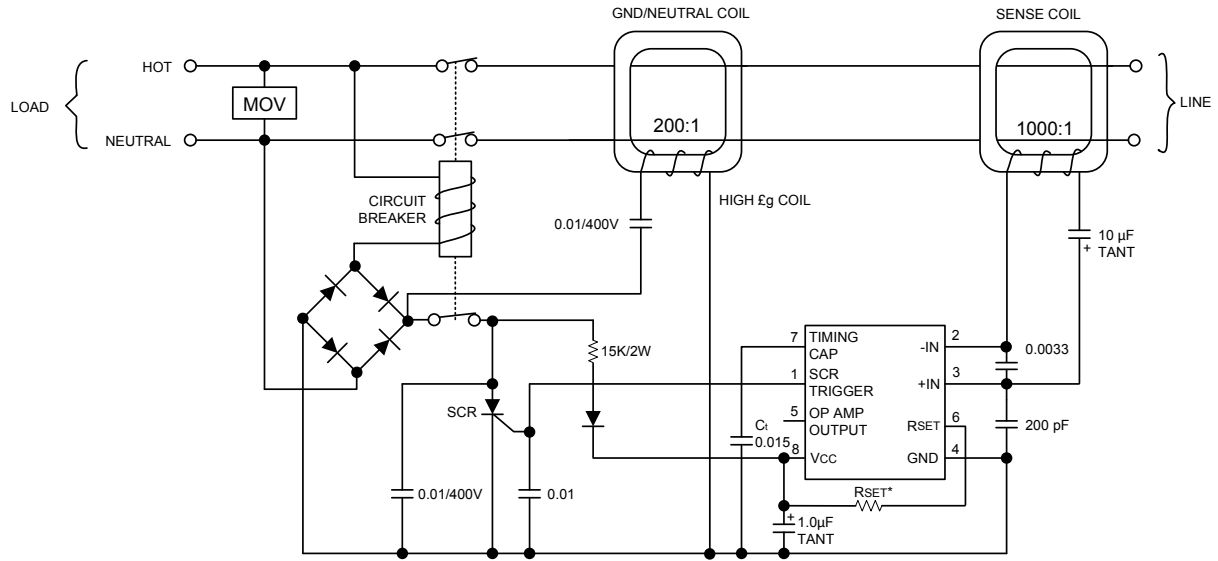 GND/NEUTRAL COIL
SENSE COIL
HOT
LOAD
MOV
NEUTRAL
200:1
1000:1
LINE
CIRCUIT
BREAKER
HIGH £g COIL
0.01/400V
10 µF
+ TANT
15K/2W
7 TIMING
CAP
1 SCR
TRIGGER
5 OP AMP
OUTPUT
8 VCC
-IN 2
+IN 3
RSET 6
GND 4
0.0033
200 pF
SCR
Ct
0.015
0.01/400V
0.01
RSET*
+ 1.0µF
TANT